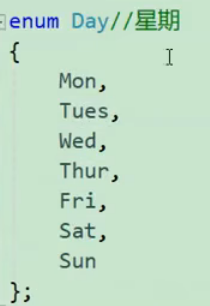 enum Day//星期
{
Mon,
Tues,
Wed,
Thur,
Fri,
Sat,
Sun
};